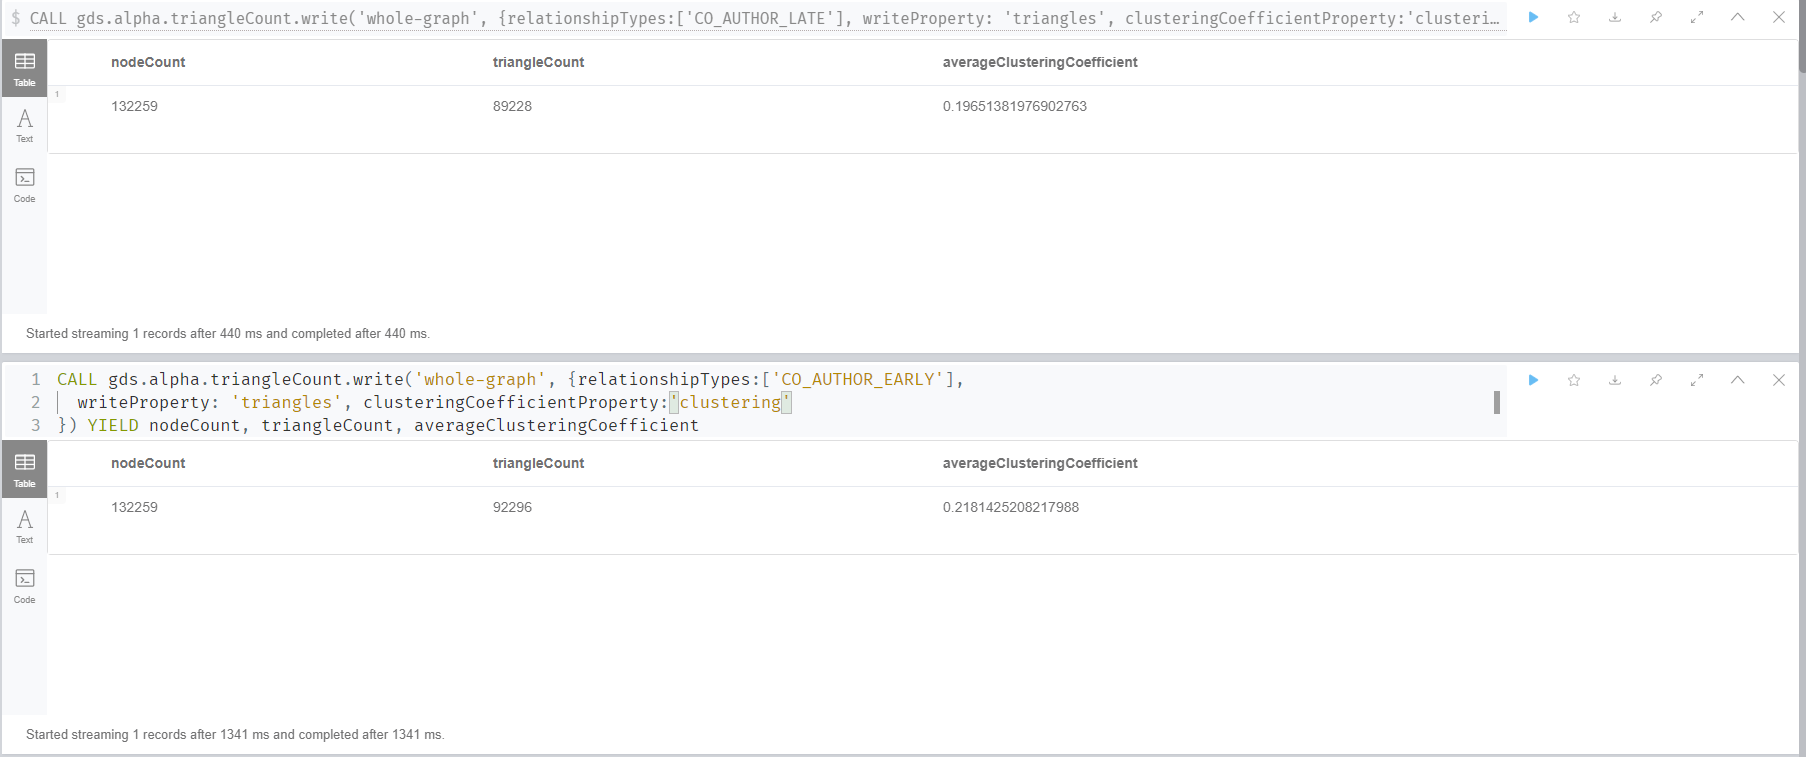 $ CALL gds.alpha.triangleCount.write('whole-graph', {relationshipTypes:['CO_AUTHOR_LATE'], writeProperty: 'triangles', clusteringCoefficientProperty:'clusteri…
Table
Text
Code
nodeCount triangleCount averageClusteringCoefficient
1
132259 89228 0.19651381976902763
Started streaming 1 records after 440 ms and completed after 440 ms.
1 CALL gds.alpha.triangleCount.write('whole-graph', {relationshipTypes:['CO_AUTHOR_EARLY'],
2 writeProperty: 'triangles', clusteringCoefficientProperty:'clustering'
3 }) YIELD nodeCount, triangleCount, averageClusteringCoefficient
Table
Text
Code
nodeCount triangleCount averageClusteringCoefficient
1
132259 92296 0.2181425208217988
Started streaming 1 records after 1341 ms and completed after 1341 ms.